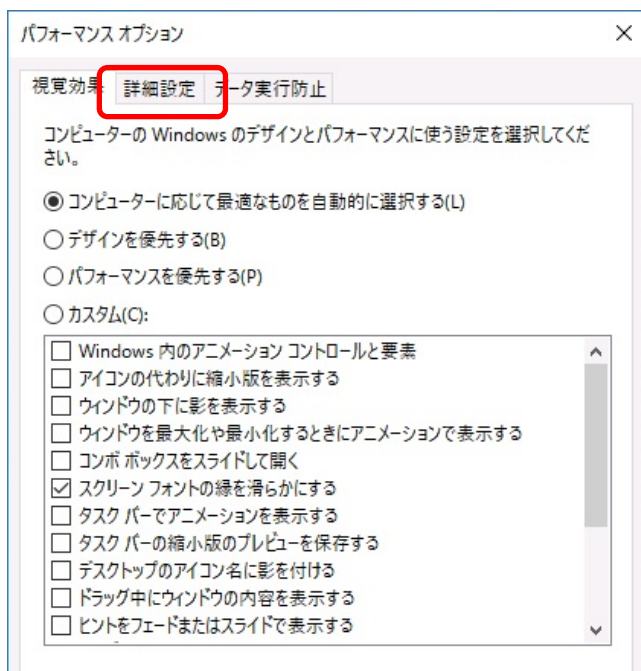 パフォーマンス オプション
視覚効果 詳細設定 データ実行防止
コンピューターの Windows のデザインとパフォーマンスに使う設定を選択してくだ
さい。
コンピューターに応じて最適なものを自動的に選択する(L)
デザインを優先する(B)
パフォーマンスを優先する(P)
カスタム(C):
Windows 内のアニメーション コントロールと要素
アイコンの代わりに縮小版を表示する
ウィンドウの下に影を表示する
ウィンドウを最大化や最小化するときにアニメーションで表示する
コンボ ボックスをスライドして開く
スクリーン フォントの縁を滑らかにする
タスク バーでアニメーションを表示する
タスク バーの縮小版のプレビューを保存する
デスクトップのアイコン名に影を付ける
ドラッグ中にウィンドウの内容を表示する
ヒントをフェードまたはスライドで表示する